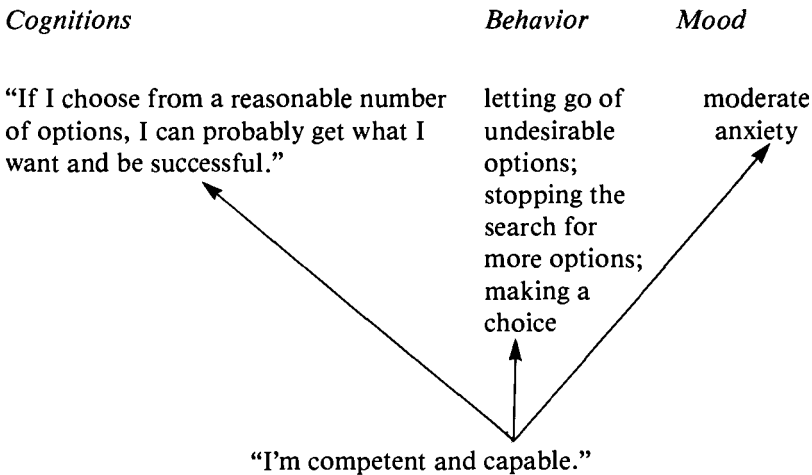 Cognitions Behavior Mood
“If I choose from a reasonable number
of options, I can probably get what I
want and be successful.”
letting go of
undesirable
options;
stopping the
search for
more options;
making a
choice
moderate
anxiety
“I’m competent and capable.”